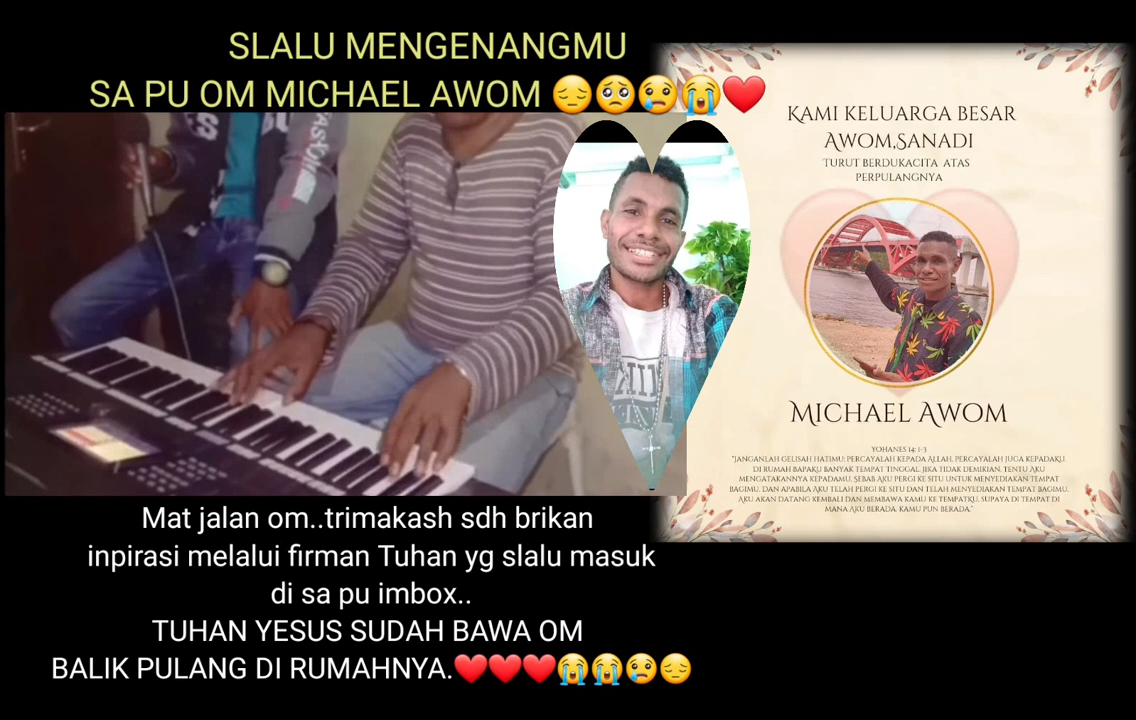 SLALU MENGENANGMU
SA PU OM MICHAEL AWOM 😔🥺😢😭❤️
KAMI KELUARGA BESAR
AWOM,SANADI
TURUT BERDUKACITA ATAS
PERPULANGNYA
MICHAEL AWOM
YOHANES 14: 1-3
"JANGANLAH GELISAH HATIMU; PERCAYALAH KEPADA ALLAH, PERCAYALAH JUGA KEPADAKU.
DI RUMAH BAPAKU BANYAK TEMPAT TINGGAL. JIKA TIDAK DEMIKIAN, TENTU AKU
MENGATAKANNYA KEPADAMU. SEBAB AKU PERGI KE SITU UNTUK MENYEDIAKAN TEMPAT
BAGIMU. DAN APABILA AKU TELAH PERGI KE SITU DAN TELAH MENYEDIAKAN TEMPAT BAGIMU,
AKU AKAN DATANG KEMBALI DAN MEMBAWA KAMU KE TEMPATKU, SUPAYA DI TEMPAT DI
MANA AKU BERADA, KAMU PUN BERADA."
Mat jalan om..trimakash sdh brikan
inpirasi melalui firman Tuhan yg slalu masuk
di sa pu imbox..
TUHAN YESUS SUDAH BAWA OM
BALIK PULANG DI RUMAHNYA.❤️❤️❤️😭😭😢😔